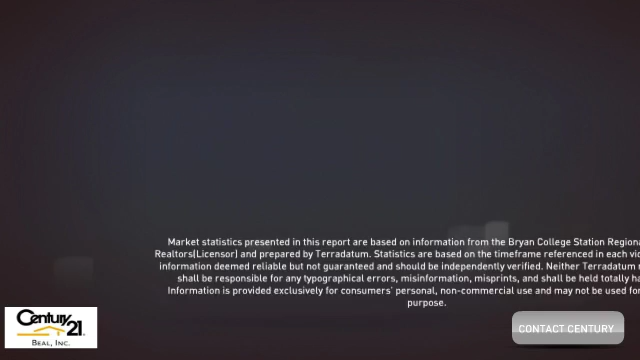 Market statistics presented in this report are based on information from the Bryan College Station Regiona
Realtors(Licensor) and prepared by Terradatum. Statistics are based on the timeframe referenced in each vid
information deemed reliable but not guaranteed and should be independently verified. Neither Terradatum
shall be responsible for any typographical errors, misinformation, misprints, and shall be held totally ha
Information is provided exclusively for consumers' personal, non-commercial use and may not be used for
purpose.
Century 21
BEAL, INC.
CONTACT CENTURY